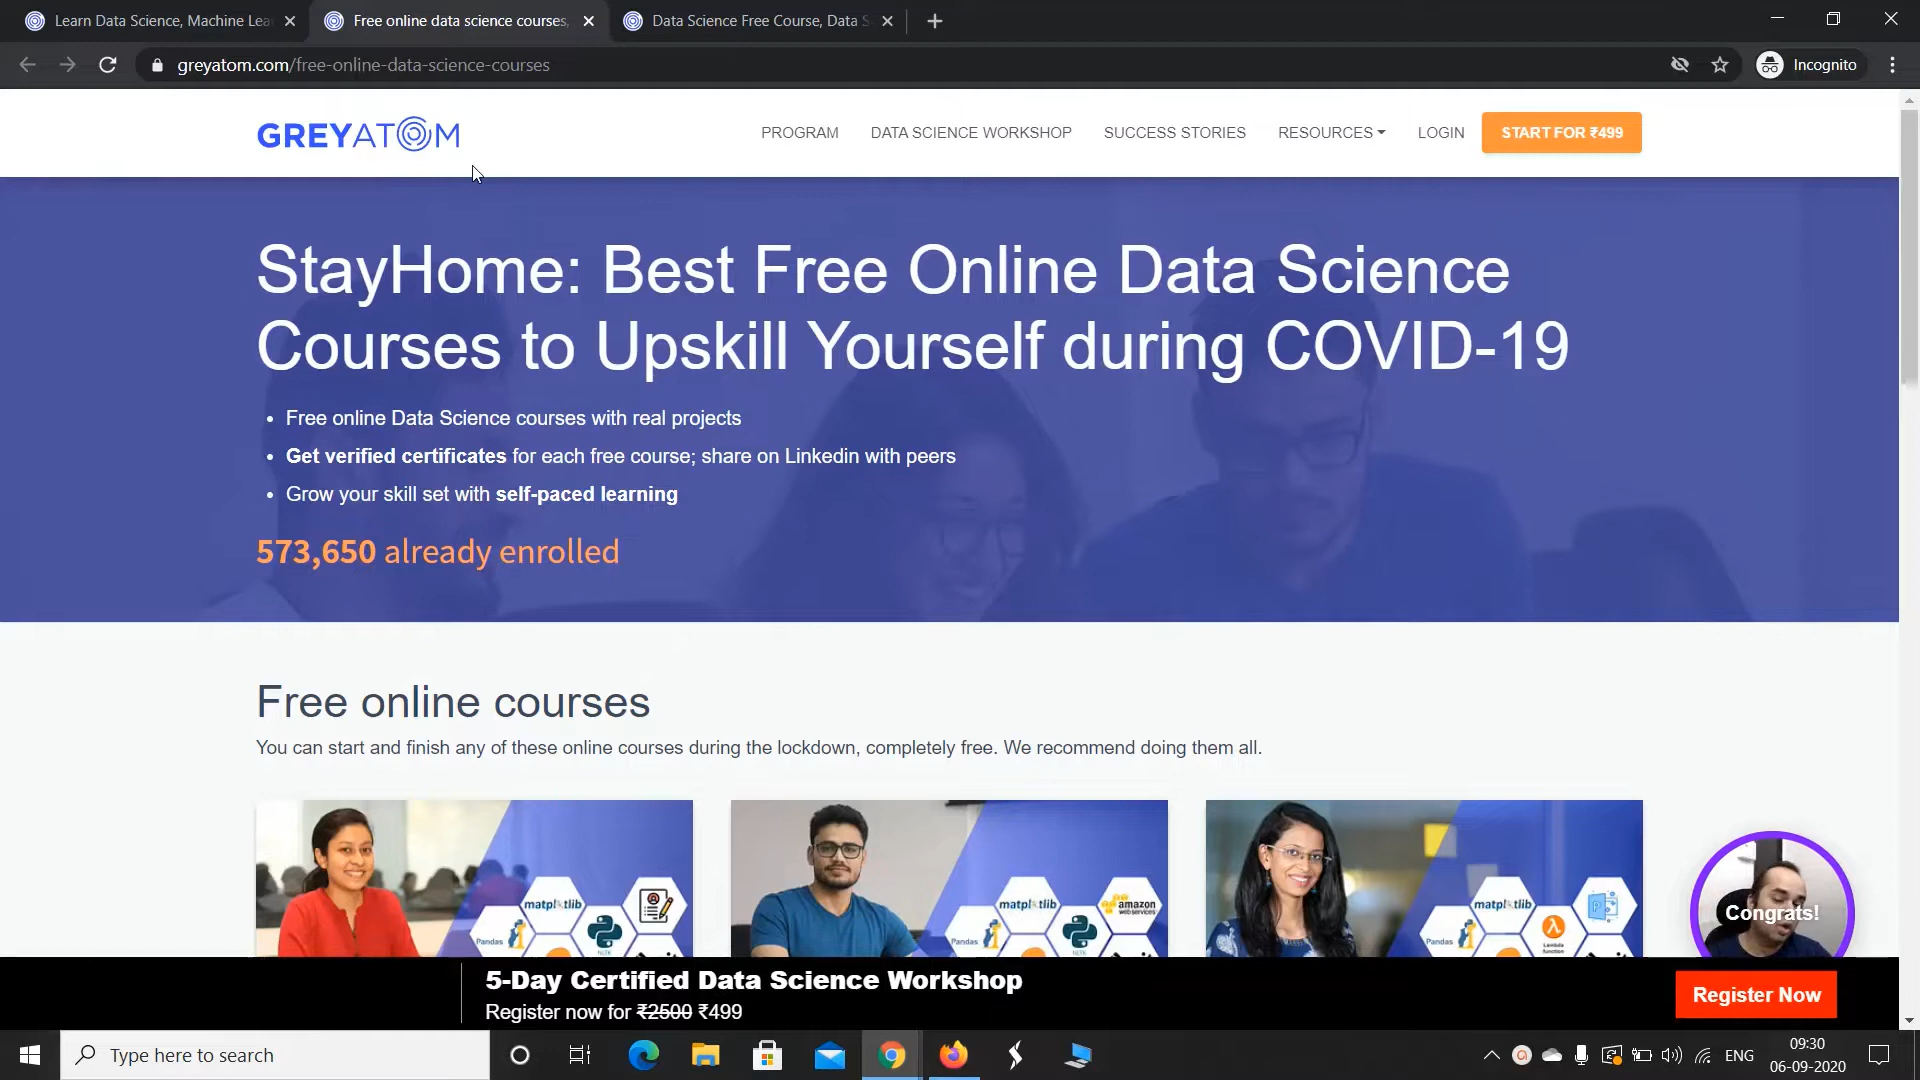 Learn Data Science, Machine Lea
Free online data science courses,
Data Science Free Course, Data S
greyatom.com/free-online-data-science-courses
Incognito
GREYATOM
PROGRAM
DATA SCIENCE WORKSHOP
SUCCESS STORIES
RESOURCES
LOGIN
START FOR ₹499
StayHome: Best Free Online Data Science
Courses to Upskill Yourself during COVID-19
• Free online Data Science courses with real projects
• Get verified certificates for each free course; share on Linkedin with peers
• Grow your skill set with self-paced learning
573,650 already enrolled
Free online courses
You can start and finish any of these online courses during the lockdown, completely free. We recommend doing them all.
matplotlib
Pandas
NLTK
matplotlib
amazon
web services
Pandas
NLTK
matplotlib
Pandas
Lambda
function
Congrats!
5-Day Certified Data Science Workshop
Register now for ₹2500 ₹499
Register Now
Type here to search
ENG
09:30
06-09-2020